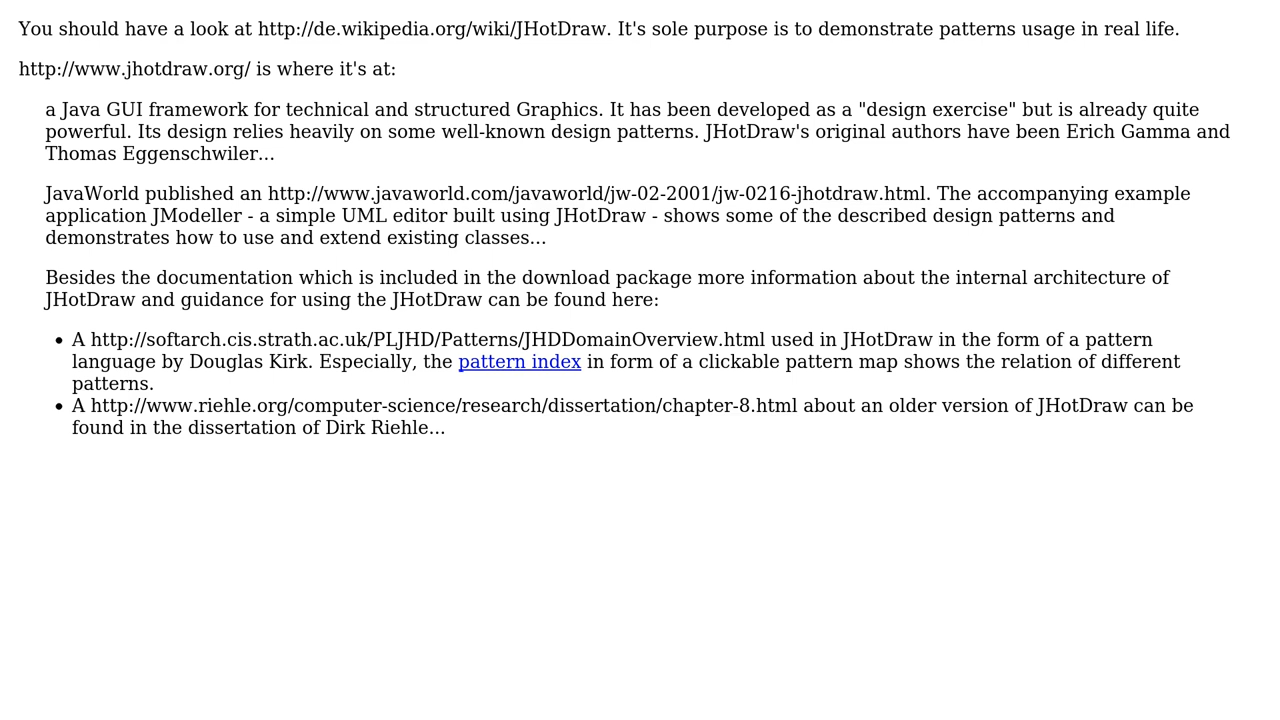 You should have a look at http://de.wikipedia.org/wiki/JHotDraw. It's sole purpose is to demonstrate patterns usage in real life.
http://www.jhotdraw.org/ is where it's at:
a Java GUI framework for technical and structured Graphics. It has been developed as a "design exercise" but is already quite
powerful. Its design relies heavily on some well-known design patterns. JHotDraw's original authors have been Erich Gamma and
Thomas Eggenschwiler...
JavaWorld published an http://www.javaworld.com/javaworld/jw-02-2001/jw-0216-jhotdraw.html. The accompanying example
application JModeller - a simple UML editor built using JHotDraw - shows some of the described design patterns and
demonstrates how to use and extend existing classes...
Besides the documentation which is included in the download package more information about the internal architecture of
JHotDraw and guidance for using the JHotDraw can be found here:
• A http://softarch.cis.strath.ac.uk/PLJHD/Patterns/JHDDomainOverview.html used in JHotDraw in the form of a pattern
language by Douglas Kirk. Especially, the pattern index in form of a clickable pattern map shows the relation of different
patterns.
• A http://www.riehle.org/computer-science/research/dissertation/chapter-8.html about an older version of JHotDraw can be
found in the dissertation of Dirk Riehle...